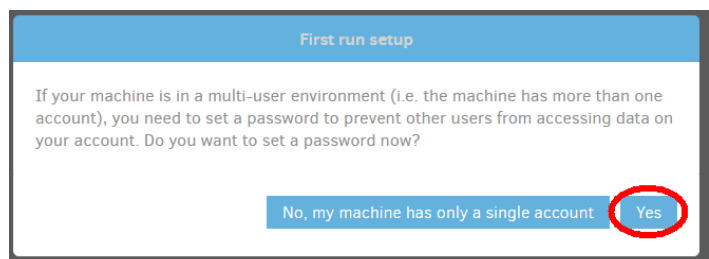 First run setup
If your machine is in a multi-user environment (i.e. the machine has more than one
account), you need to set a password to prevent other users from accessing data on
your account. Do you want to set a password now?
No, my machine has only a single account
Yes